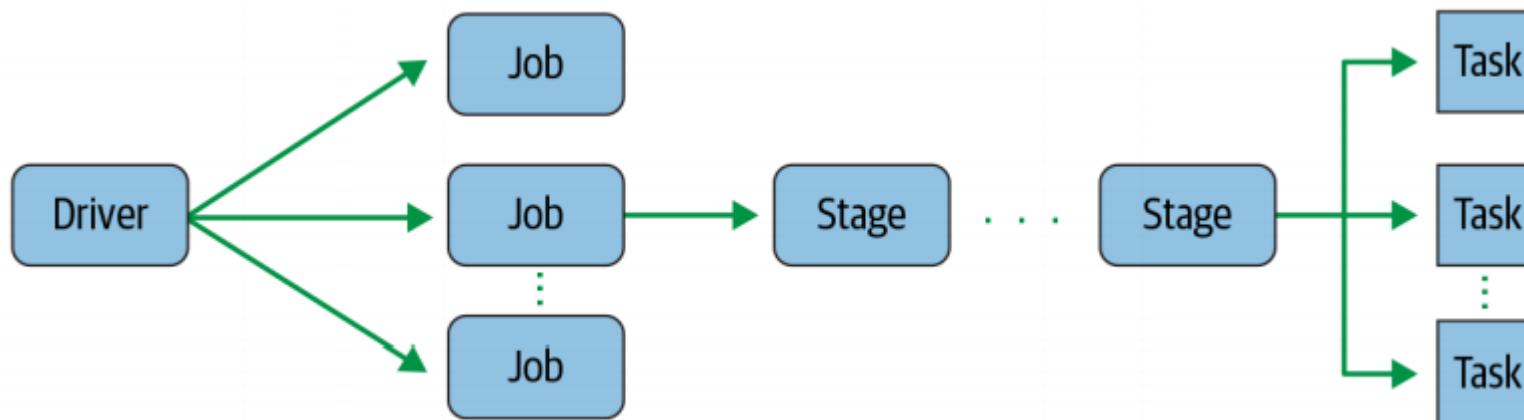 Job
Task
Driver
Job
Stage
. . .
Stage
Task
Job
Task